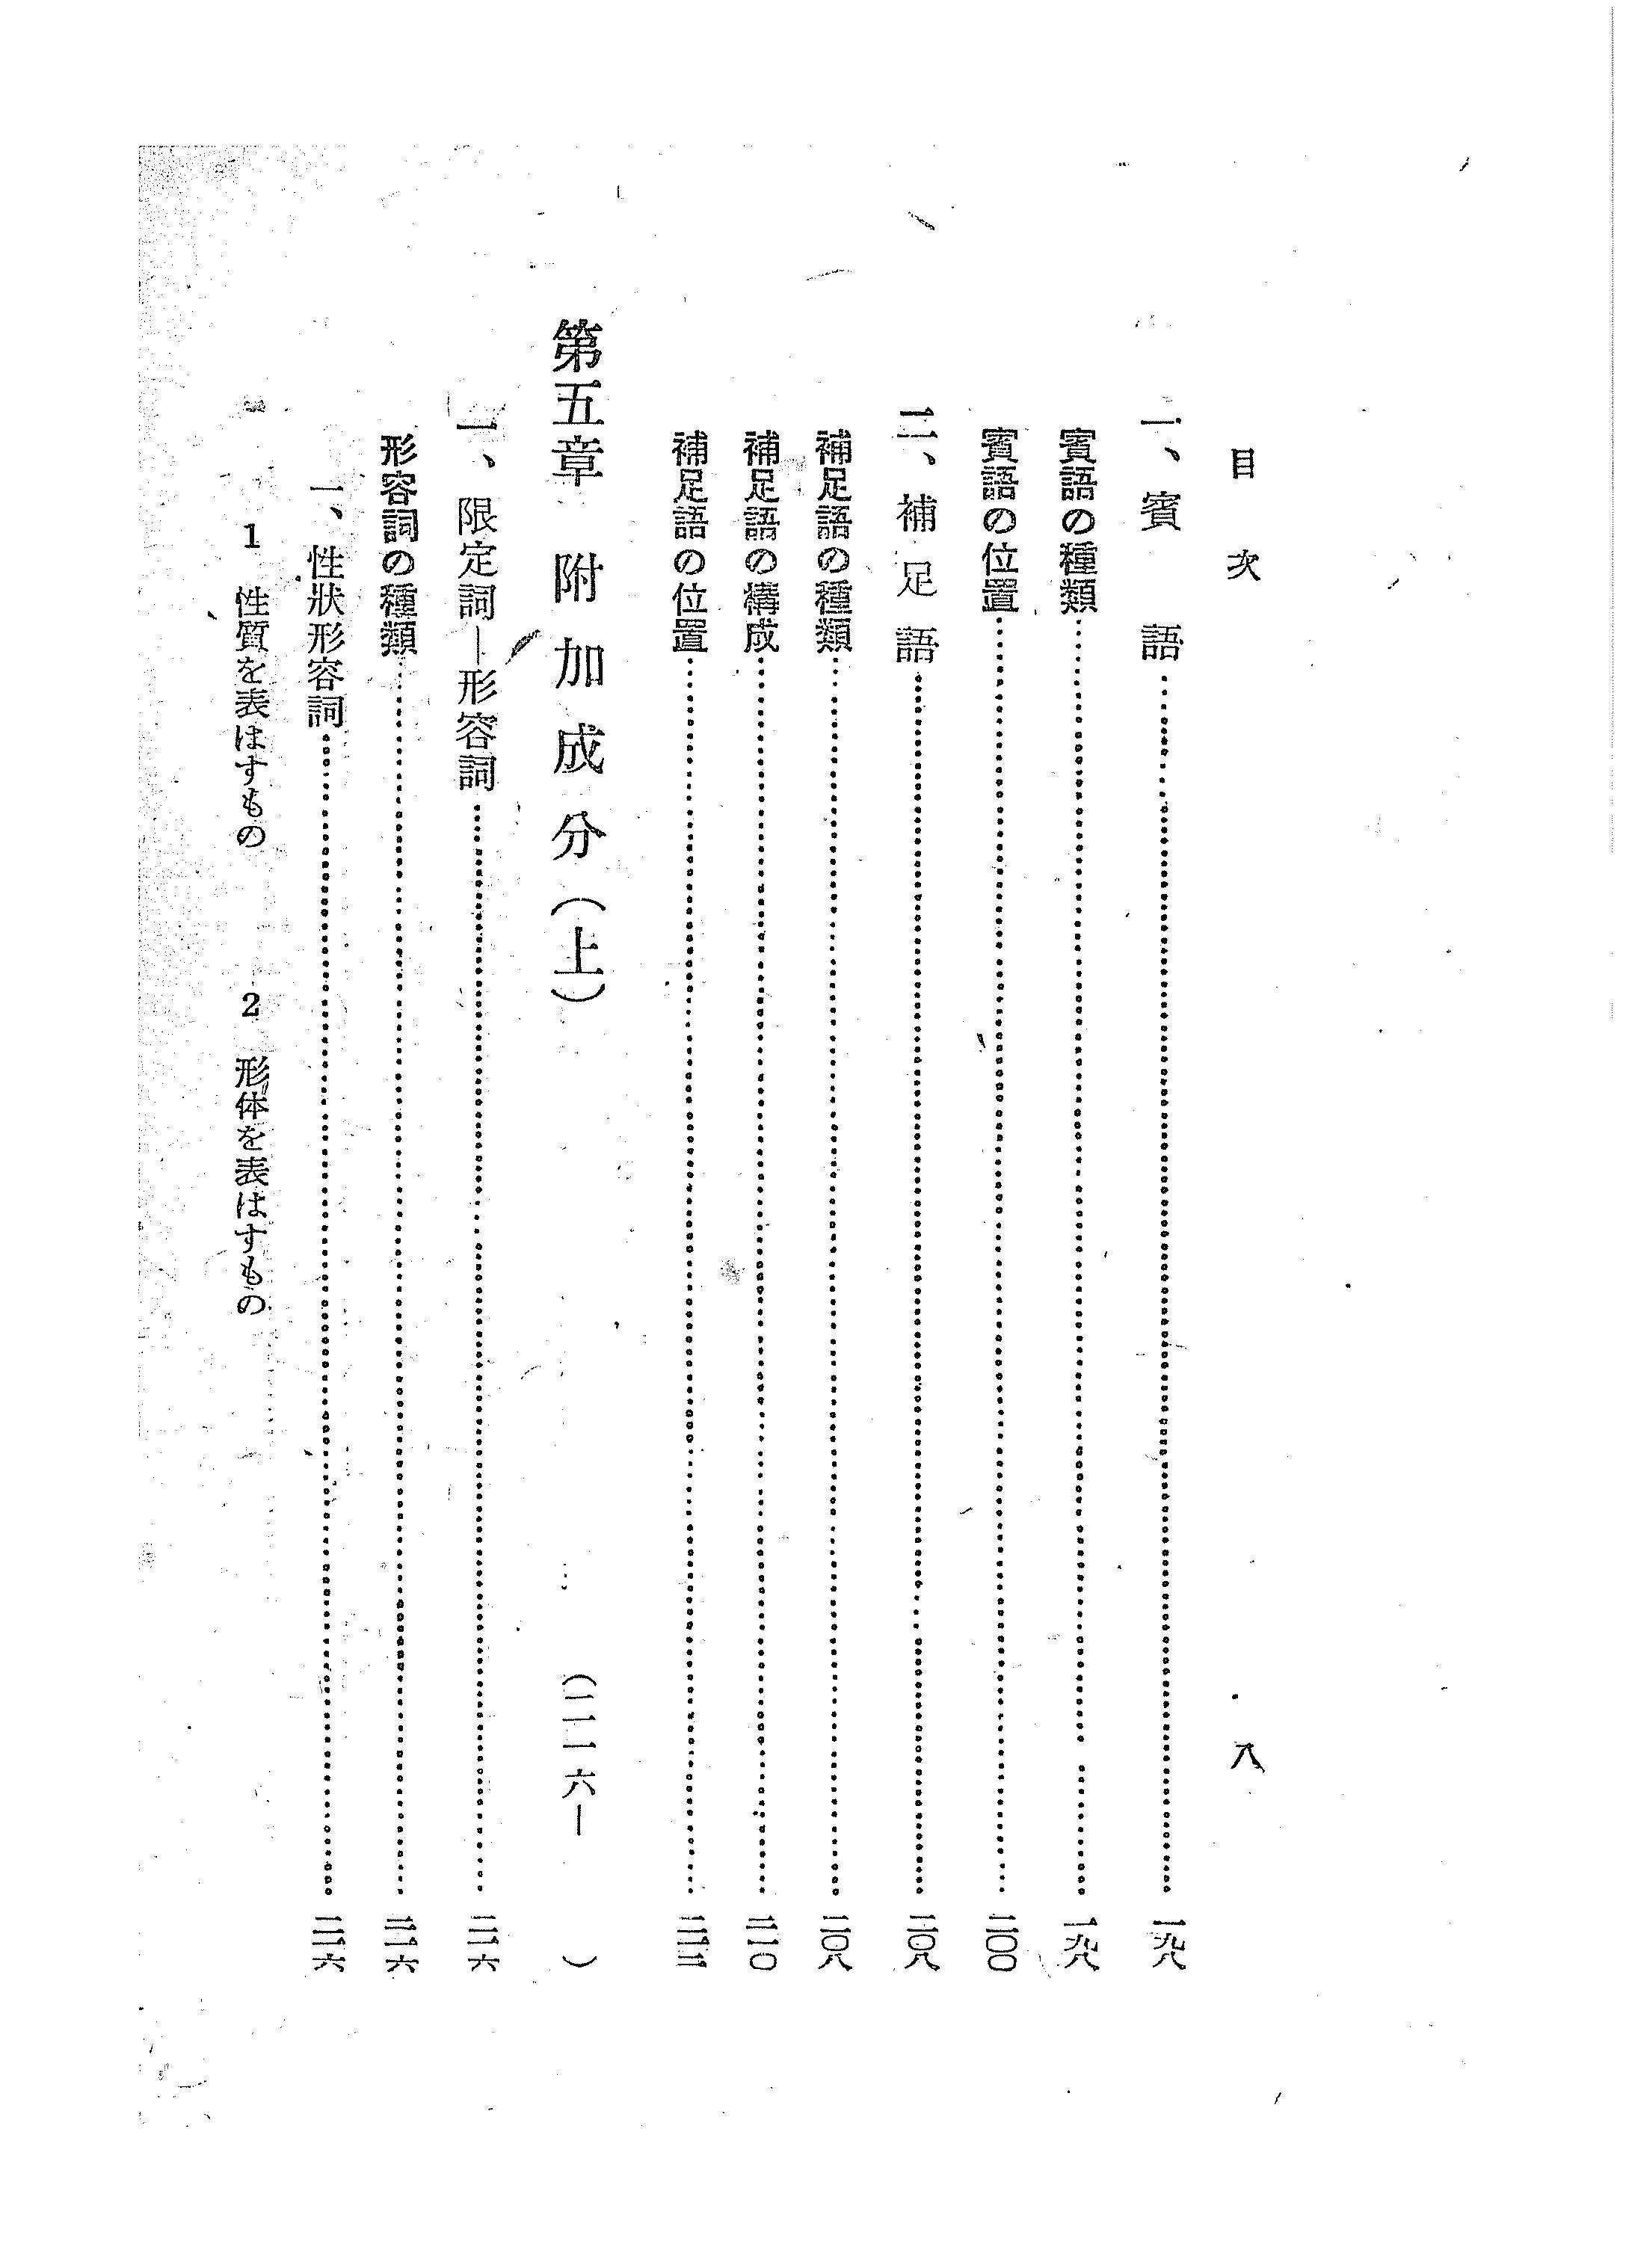 目次 八
一、賓語……一九八
賓語の種類……一九八
賓語の位置……二〇〇
二、補足語……二〇八
補足語の種類……二〇八
補足語の構成……二一〇
補足語の位置……二一三
第五章 附加成分(上) (二一六― )
一、限定詞―形容詞……二一六
形容詞の種類……二一六
一、性狀形容詞……二一六
1 性質を表はすもの 2 形体を表はすもの